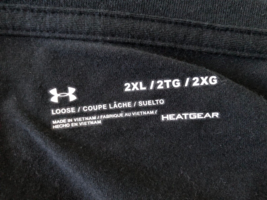 2XL / 2TG / 2XG
LOOSE / COUPE LÂCHE / SUELTO
MADE IN VIETNAM / FABRIQUÉ AU VIETNAM /
HECHO EN VIETNAM
HEATGEAR